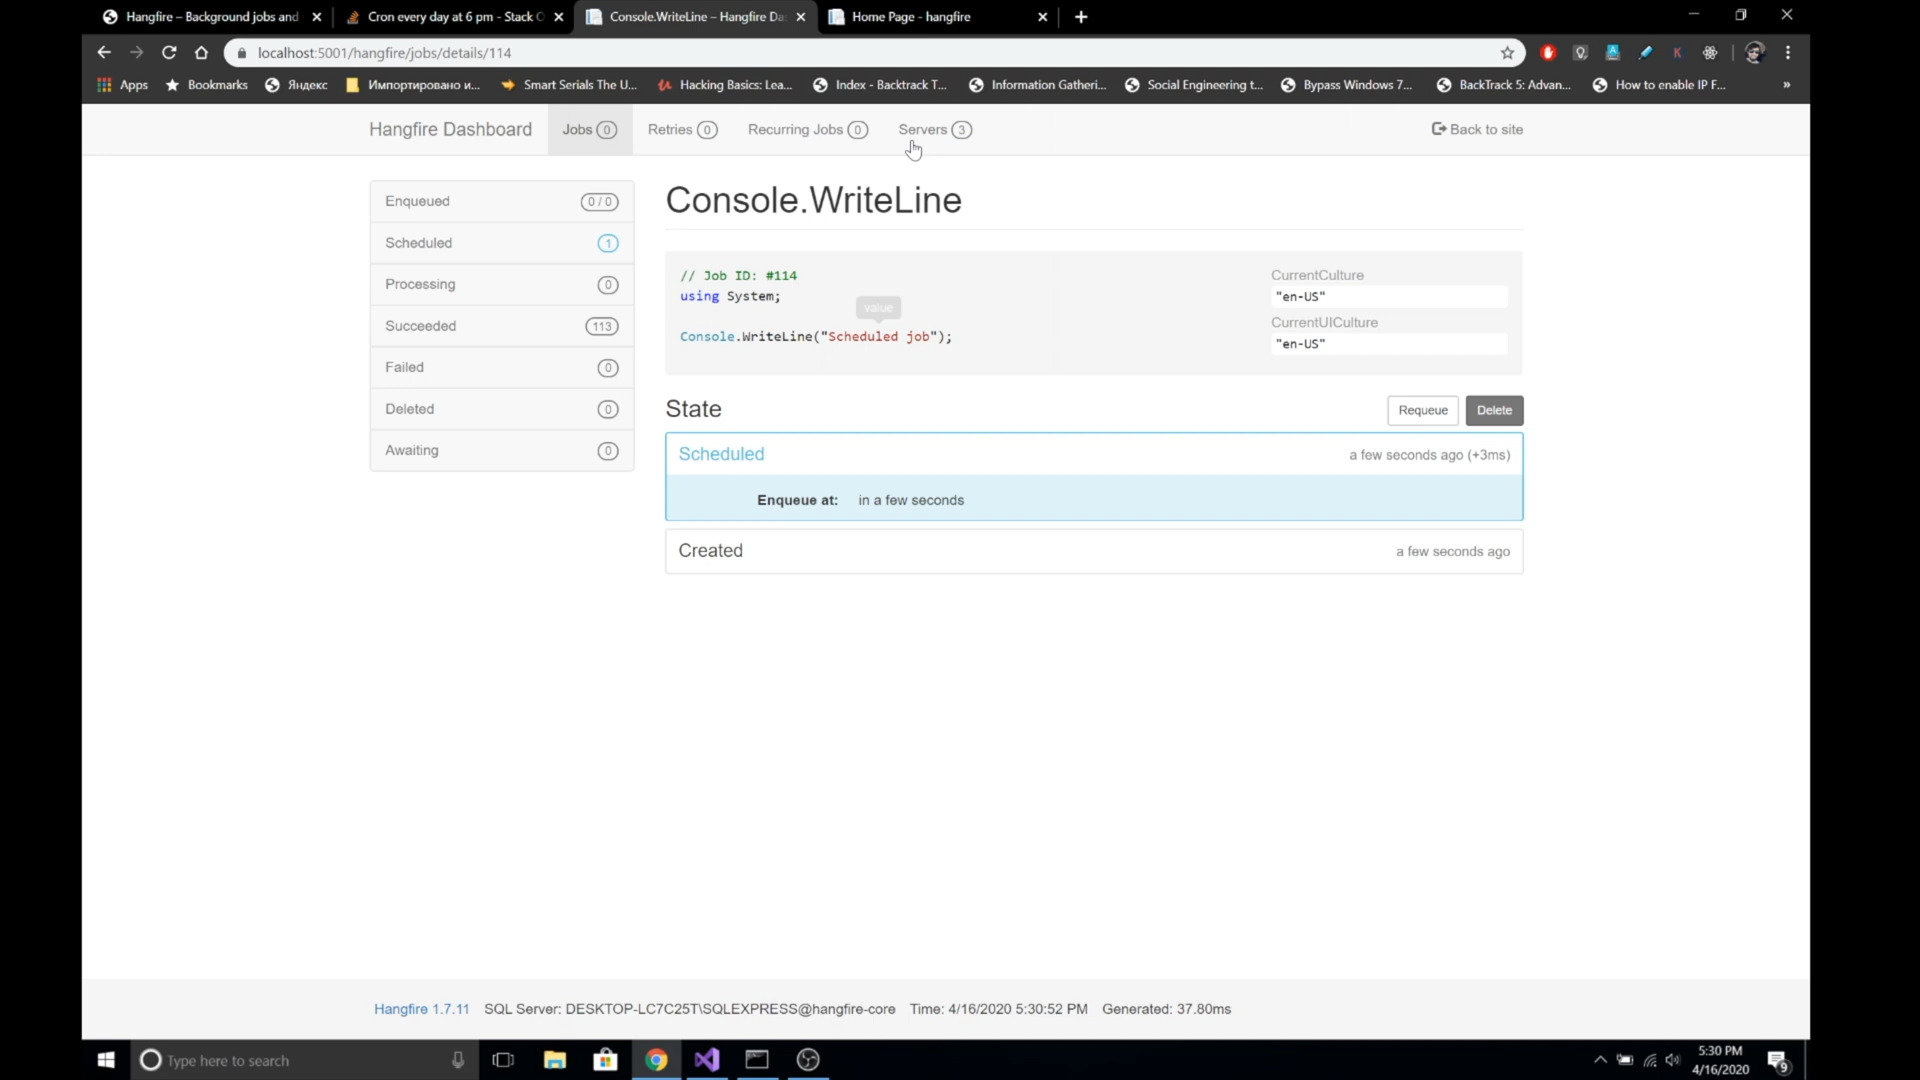 Hangfire – Background jobs and
Cron every day at 6 pm - Stack O
Console.WriteLine – Hangfire Da
Home Page - hangfire
localhost:5001/hangfire/jobs/details/114
Apps
Bookmarks
Яндекс
Импортировано и...
Smart Serials The U...
Hacking Basics: Lea...
Index - Backtrack T...
Information Gatheri...
Social Engineering t...
Bypass Windows 7...
BackTrack 5: Advan...
How to enable IP F...
»
Hangfire Dashboard
Jobs 0
Retries 0
Recurring Jobs 0
Servers 3
Back to site
Enqueued 0 / 0
Scheduled 1
Processing 0
Succeeded 113
Failed 0
Deleted 0
Awaiting 0
Console.WriteLine
// Job ID: #114
using System;
value
Console.WriteLine("Scheduled job");
CurrentCulture
"en-US"
CurrentUICulture
"en-US"
State
Requeue
Delete
Scheduled
a few seconds ago (+3ms)
Enqueue at: in a few seconds
Created
a few seconds ago
Hangfire 1.7.11 SQL Server: DESKTOP-LC7C25T\SQLEXPRESS@hangfire-core Time: 4/16/2020 5:30:52 PM Generated: 37.80ms
Type here to search
5:30 PM
4/16/2020
9